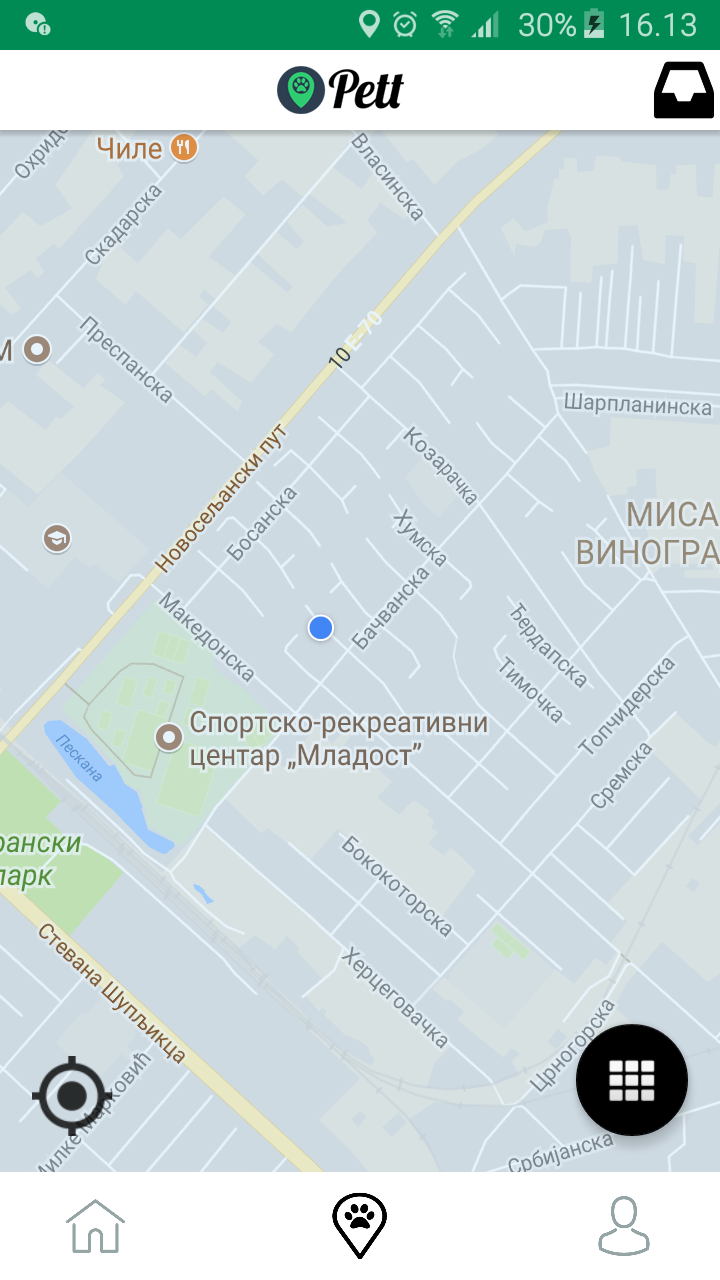 30% 16.13
Pett
Охридс
Чиле
Власинска
Скадарска
М
Преспанска
10 E-70
Шарпланинска
Новосељански пут
Козарачка
Босанска
Хумска
МИСА
ВИНОГРА
Македонска
Бачванска
Ђердапска
Тимочка
Топчидерска
Спортско-рекреативни
центар „Младост”
Пескана
Сремска
рански
парк
Бококоторска
Стевана Шупљикца
Херцеговачка
Црногорска
Милке Марковић
Србијанска